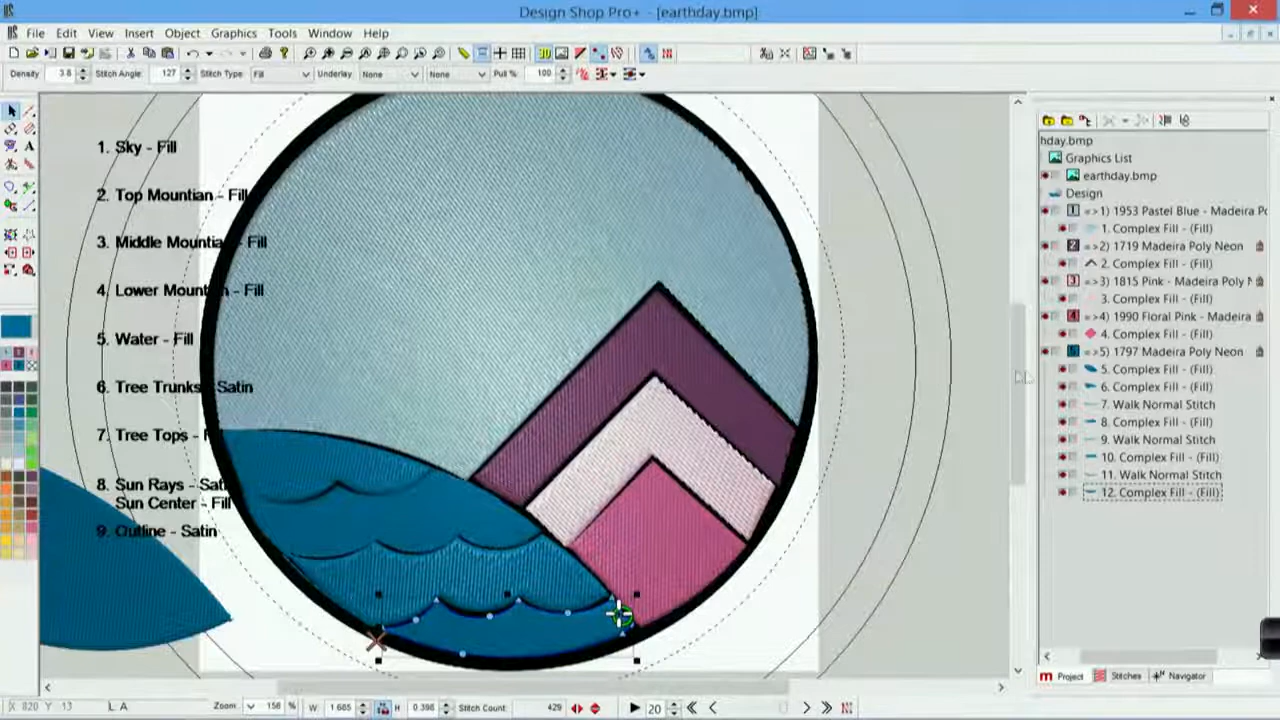 Design Shop Pro+ - [earthday.bmp]
File Edit View Insert Object Graphics Tools Window Help
Density 3.8 Stitch Angle: 127 Stitch Type: Fill Underlay: None None Pull % 100
1. Sky - Fill
2. Top Mountian - Fill
3. Middle Mountia - Fill
4. Lower Mount - Fill
5. Water - Fill
6. Tree Trunks Satin
7. Tree Tops -
8. Sun Rays - Sat
Sun Center - Fill
9. Outline - Satin
hday.bmp
Graphics List
earthday.bmp
Design
=>1) 1953 Pastel Blue - Madeira Po
1. Complex Fill - (Fill)
=>2) 1719 Madeira Poly Neon
2. Complex Fill - (Fill)
=>3) 1815 Pink - Madeira Poly
3. Complex Fill - (Fill)
=>4) 1990 Floral Pink - Madeira
4. Complex Fill - (Fill)
=>5) 1797 Madeira Poly Neon
5. Complex Fill - (Fill)
6. Complex Fill - (Fill)
7. Walk Normal Stitch
8. Complex Fill - (Fill)
9. Walk Normal Stitch
10. Complex Fill - (Fill)
11. Walk Normal Stitch
12. Complex Fill - (Fill)
Project Stitches Navigator
X 820 Y 13 L A Zoom: 158 % W 1.685 H 0.398 Stitch Count: 429 20